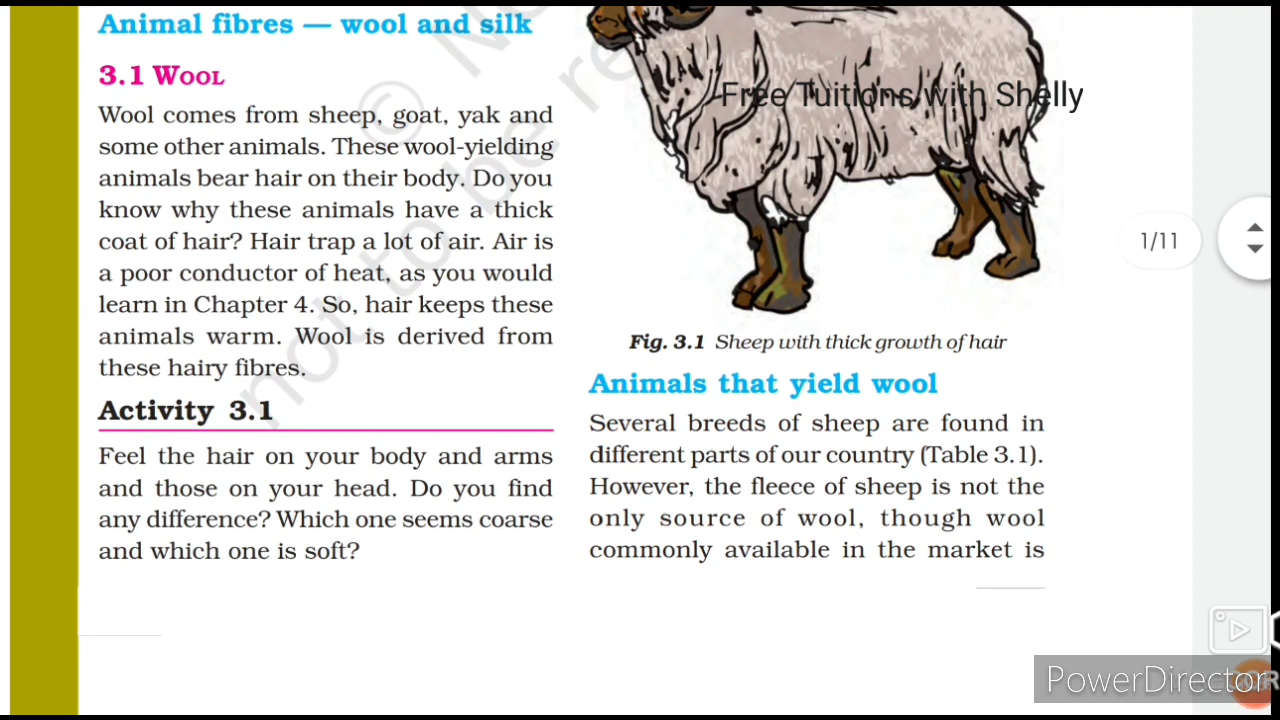 Animal fibres — wool and silk
3.1 WOOL
Wool comes from sheep, goat, yak and
some other animals. These wool-yielding
animals bear hair on their body. Do you
know why these animals have a thick
coat of hair? Hair trap a lot of air. Air is
a poor conductor of heat, as you would
learn in Chapter 4. So, hair keeps these
animals warm. Wool is derived from
these hairy fibres.
Activity 3.1
Feel the hair on your body and arms
and those on your head. Do you find
any difference? Which one seems coarse
and which one is soft?
Free Tuitions with Shelly
Fig. 3.1 Sheep with thick growth of hair
Animals that yield wool
Several breeds of sheep are found in
different parts of our country (Table 3.1).
However, the fleece of sheep is not the
only source of wool, though wool
commonly available in the market is
1/11
©
not to be re
PowerDirector